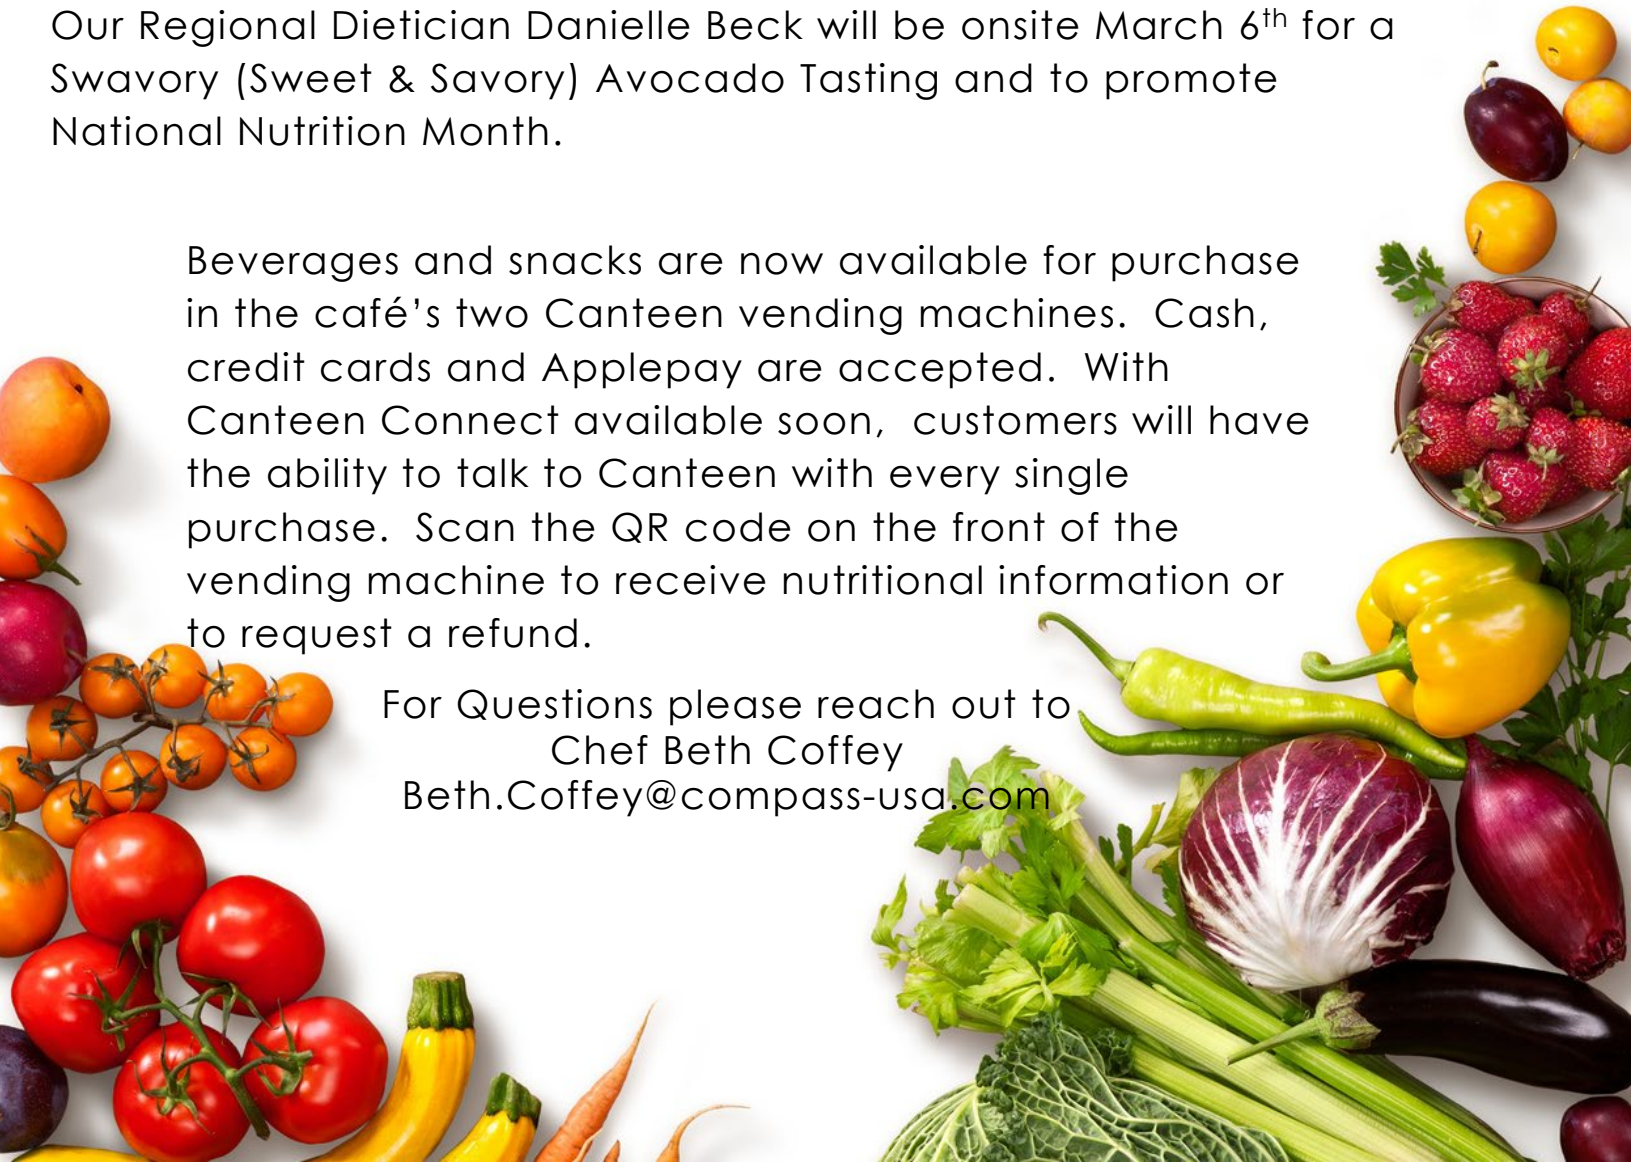 Our Regional Dietician Danielle Beck will be onsite March 6th for a
Swavory (Sweet & Savory) Avocado Tasting and to promote
National Nutrition Month.
Beverages and snacks are now available for purchase
in the café’s two Canteen vending machines.  Cash,
credit cards and Applepay are accepted.  With
Canteen Connect available soon,  customers will have
the ability to talk to Canteen with every single
purchase.  Scan the QR code on the front of the
vending machine to receive nutritional information or
to request a refund.
For Questions please reach out to
Chef Beth Coffey
Beth.Coffey@compass-usa.com